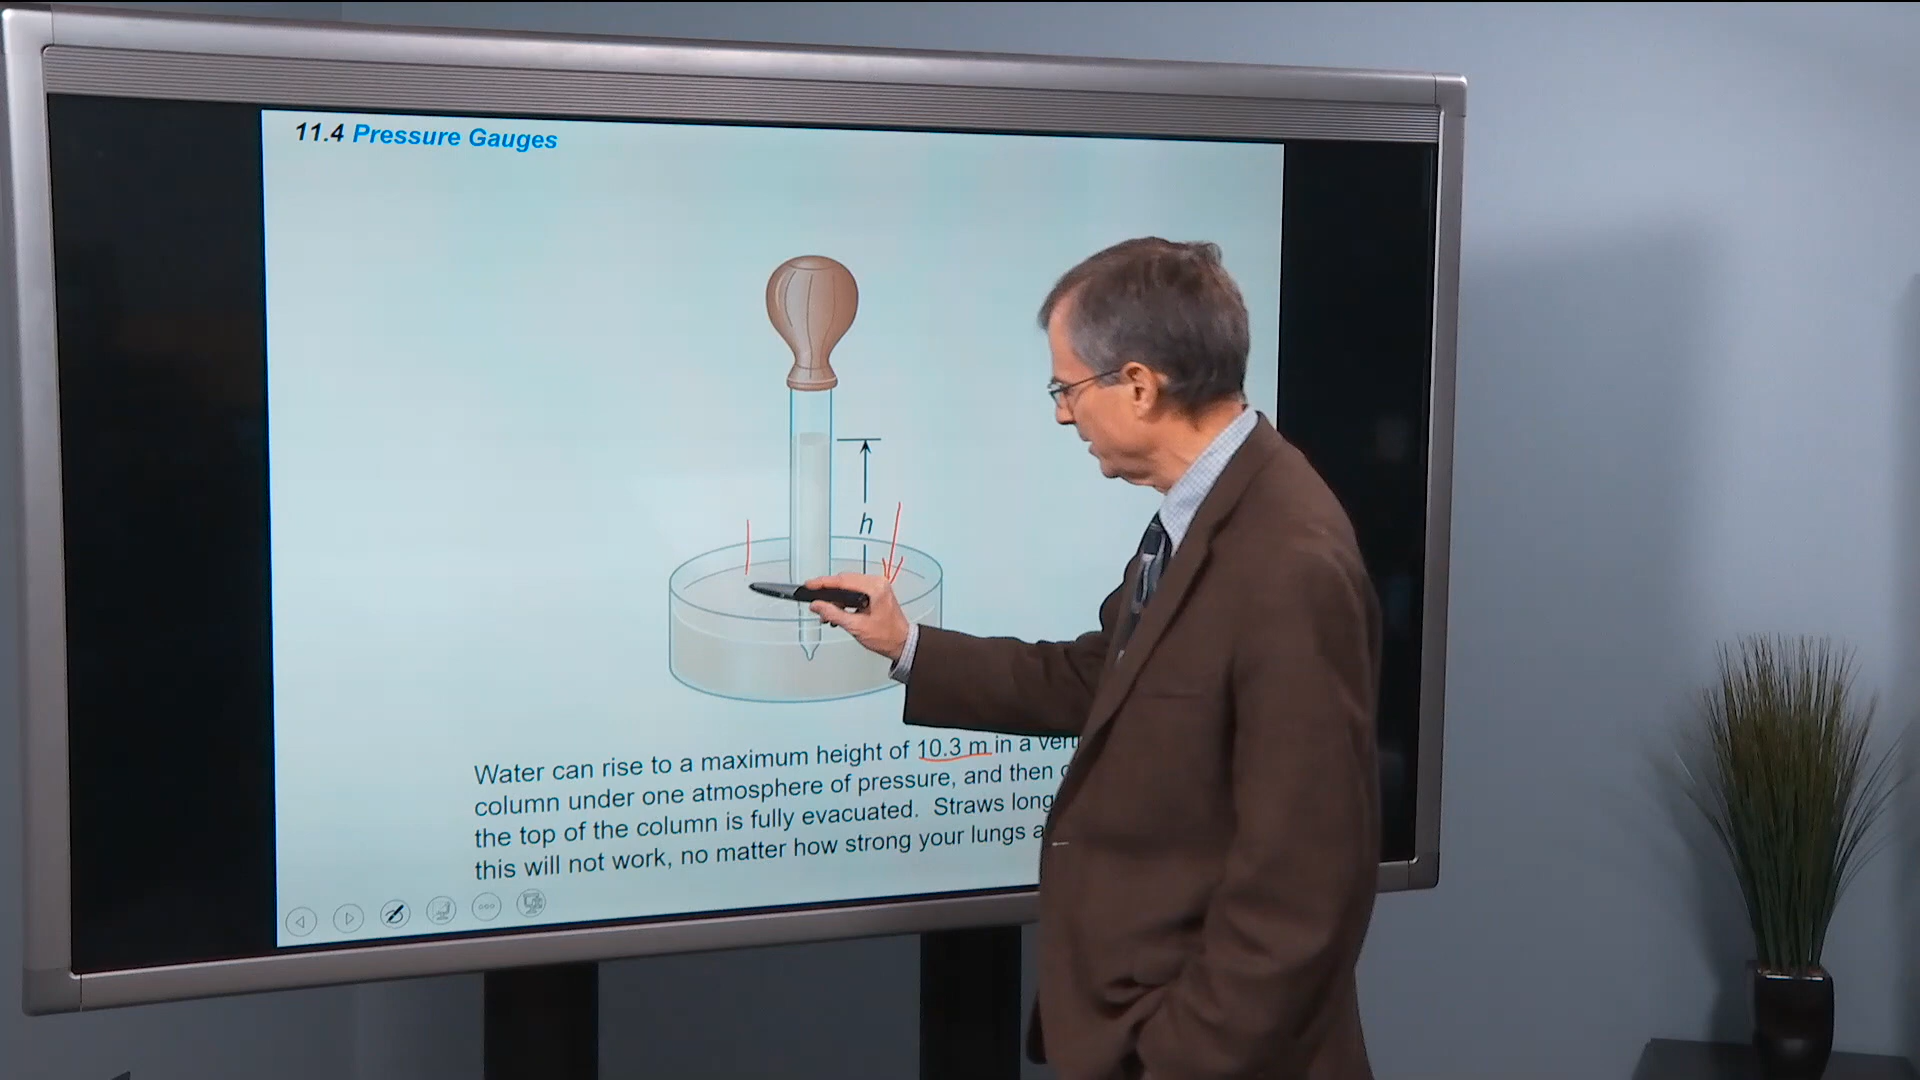 11.4 Pressure Gauges
h
Water can rise to a maximum height of 10.3 m in a
column under one atmosphere of pressure, and then
the top of the column is fully evacuated. Straws
this will not work, no matter how strong your lungs